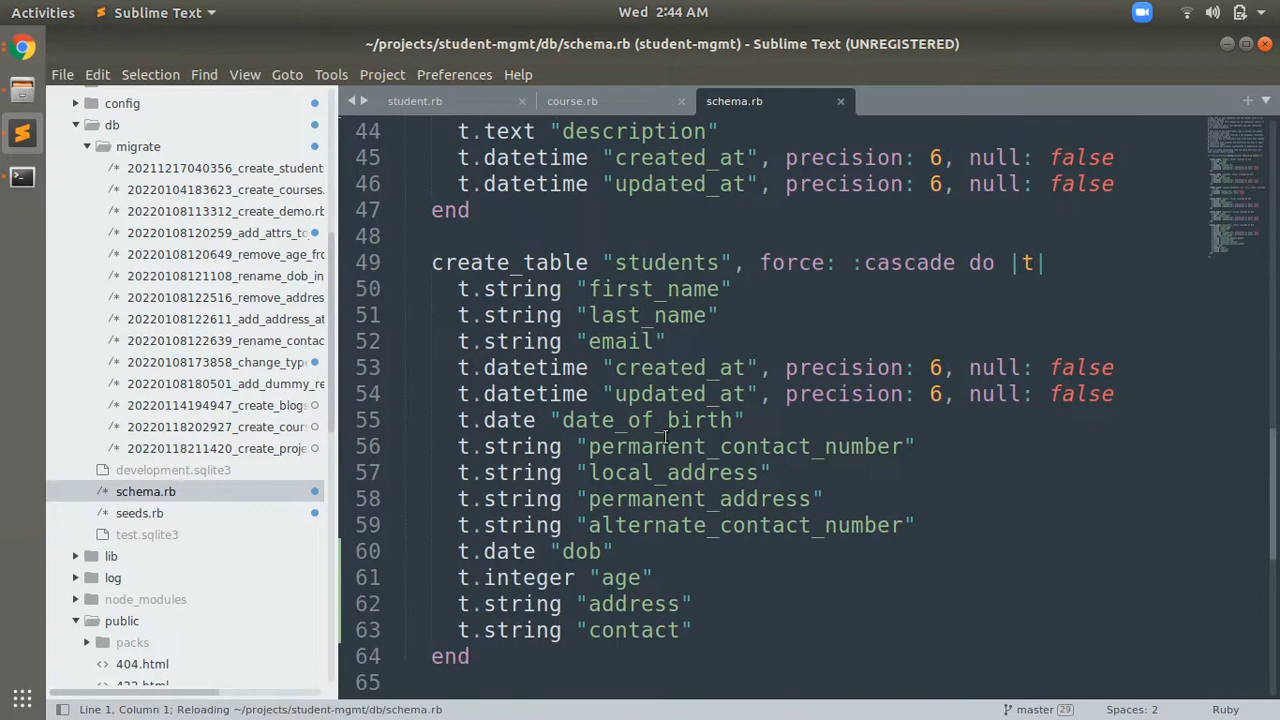 Activities
Sublime Text
Wed 2:44 AM
~/projects/student-mgmt/db/schema.rb (student-mgmt) - Sublime Text (UNREGISTERED)
File Edit Selection Find View Goto Tools Project Preferences Help
config
db
migrate
/* 20211217040356_create_student
/* 20220104183623_create_courses.
/* 20220108113312_create_demo.rb
/* 20220108120259_add_attrs_to
/* 20220108120649_remove_age_fro
/* 20220108121108_rename_dob_in
/* 20220108122516_remove_addres
/* 20220108122611_add_address_at
/* 20220108122639_rename_contac
/* 20220108173858_change_type
/* 20220108180501_add_dummy_re
/* 20220114194947_create_blogs
/* 20220118202927_create_cour
/* 20220118211420_create_proje
development.sqlite3
/* schema.rb
/* seeds.rb
test.sqlite3
lib
log
node_modules
public
packs
<> 404.html
student.rb
course.rb
schema.rb
44 t.text "description"
45 t.datetime "created_at", precision: 6, null: false
46 t.datetime "updated_at", precision: 6, null: false
47 end
48
49 create_table "students", force: :cascade do |t|
50 t.string "first_name"
51 t.string "last_name"
52 t.string "email"
53 t.datetime "created_at", precision: 6, null: false
54 t.datetime "updated_at", precision: 6, null: false
55 t.date "date_of_birth"
56 t.string "permanent_contact_number"
57 t.string "local_address"
58 t.string "permanent_address"
59 t.string "alternate_contact_number"
60 t.date "dob"
61 t.integer "age"
62 t.string "address"
63 t.string "contact"
64 end
65
Line 1, Column 1; Reloading ~/projects/student-mgmt/db/schema.rb
master 29
Spaces: 2
Ruby